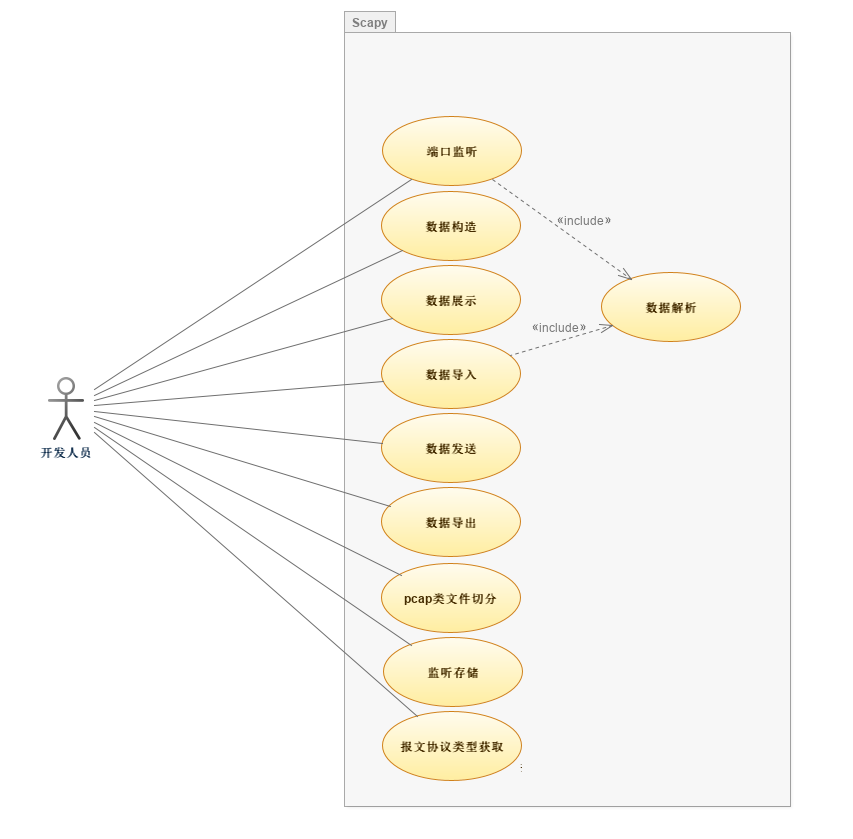 Scapy
端口监听
«include»
数据构造
数据展示
数据解析
«include»
数据导入
数据发送
开发人员
数据导出
pcap类文件切分
监听存储
报文协议类型获取